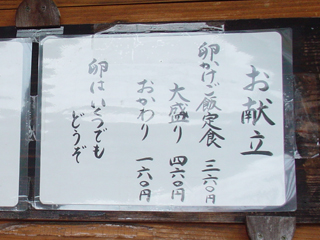 お献立
卵かけご飯定食 三六〇円
大盛り 四六〇円
おかわり 一六〇円
卵はいくつでも
どうぞ